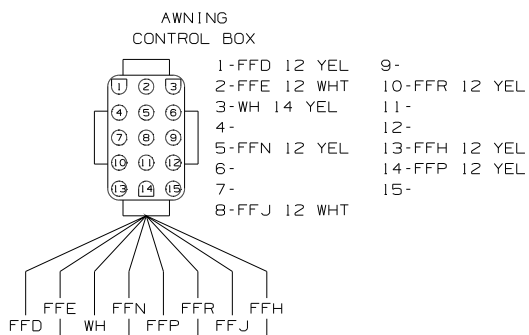 AWNING
CONTROL BOX
1-FFD 12 YEL
2-FFE 12 WHT
3-WH 14 YEL
4-
5-FFN 12 YEL
6-
7-
8-FFJ 12 WHT
9-
10-FFR 12 YEL
11-
12-
13-FFH 12 YEL
14-FFP 12 YEL
15-
1 2 3
4 5 6
7 8 9
10 11 12
13 14 15
FFE FFN FFR FFH
FFD WH FFP FFJ